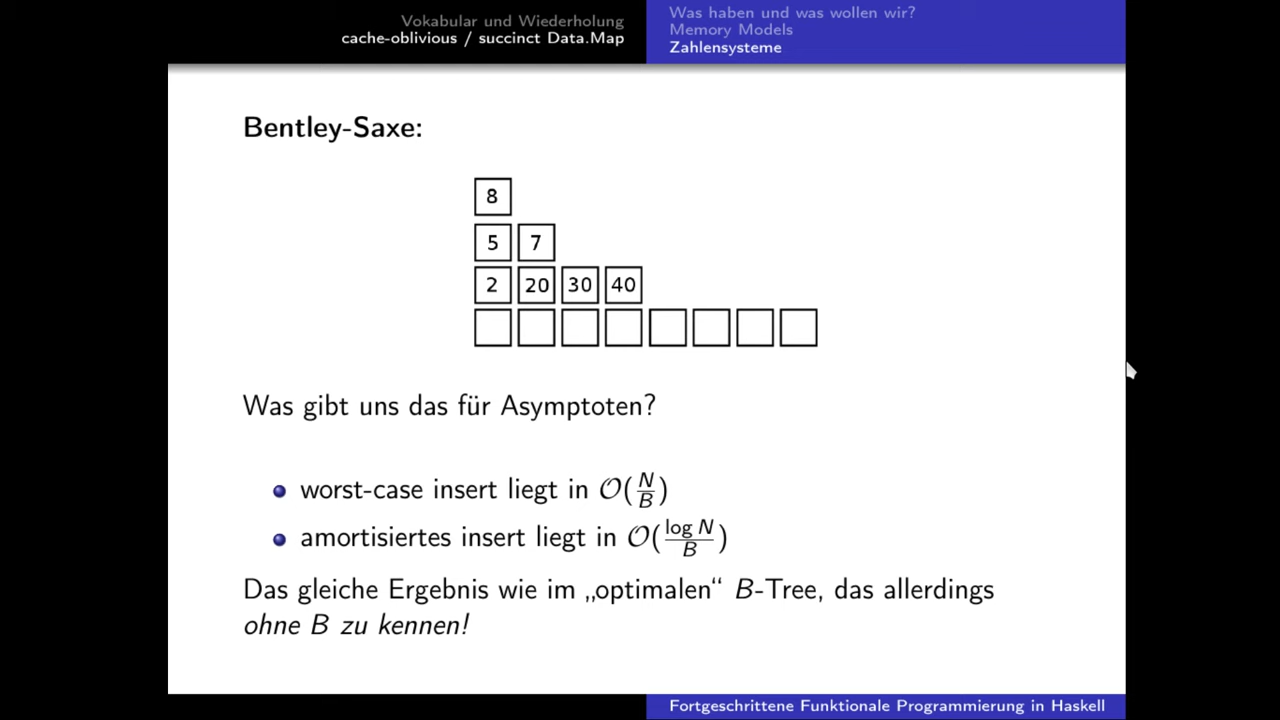 Vokabular und Wiederholung
cache-oblivious / succinct Data.Map
Was haben und was wollen wir?
Memory Models
Zahlensysteme
Bentley-Saxe:
8
5 7
2 20 30 40
Was gibt uns das für Asymptoten?
worst-case insert liegt in O(N/B)
amortisiertes insert liegt in O(log N/B)
Das gleiche Ergebnis wie im „optimalen“ B-Tree, das allerdings
ohne B zu kennen!
Fortgeschrittene Funktionale Programmierung in Haskell